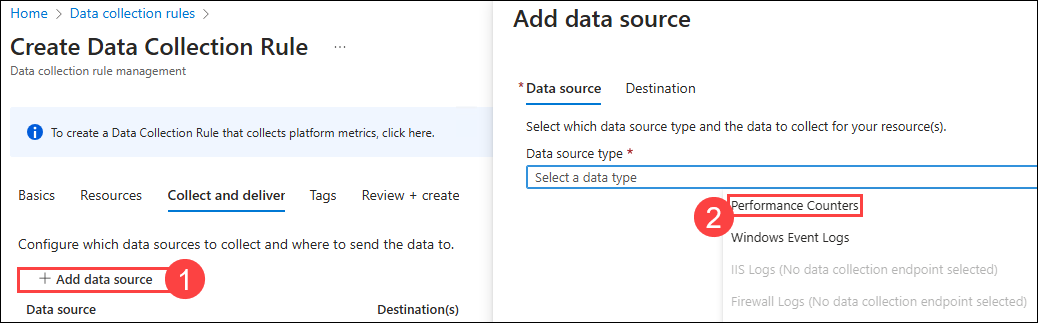 Home > Data collection rules >
Create Data Collection Rule ...
Data collection rule management
To create a Data Collection Rule that collects platform metrics, click here.
Basics Resources Collect and deliver Tags Review + create
Configure which data sources to collect and where to send the data to.
+ Add data source 1
Data source Destination(s)
Add data source
* Data source Destination
Select which data source type and the data to collect for your resource(s).
Data source type *
Select a data type
Performance Counters
2
Windows Event Logs
IIS Logs (No data collection endpoint selected)
Firewall Logs (No data collection endpoint selected)